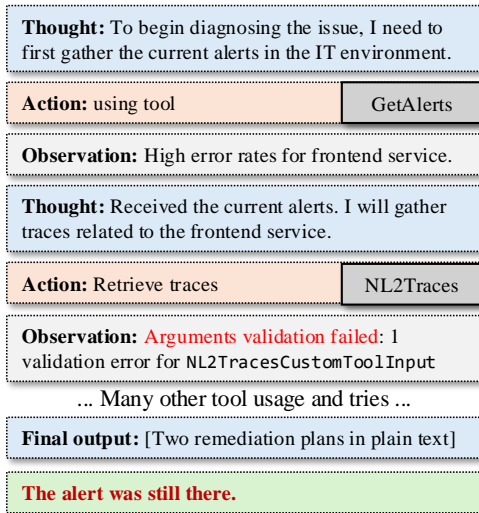 Thought: To begin diagnosing the issue, I need to
first gather the current alerts in the IT environment.
Action: using tool
GetAlerts
Observation: High error rates for frontend service.
Thought: Received the current alerts. I will gather
traces related to the frontend service.
Action: Retrieve traces
NL2Traces
Observation: Arguments validation failed: 1
validation error for NL2TracesCustomToolInput
... Many other tool usage and tries ...
Final output: [Two remediation plans in plain text]
The alert was still there.